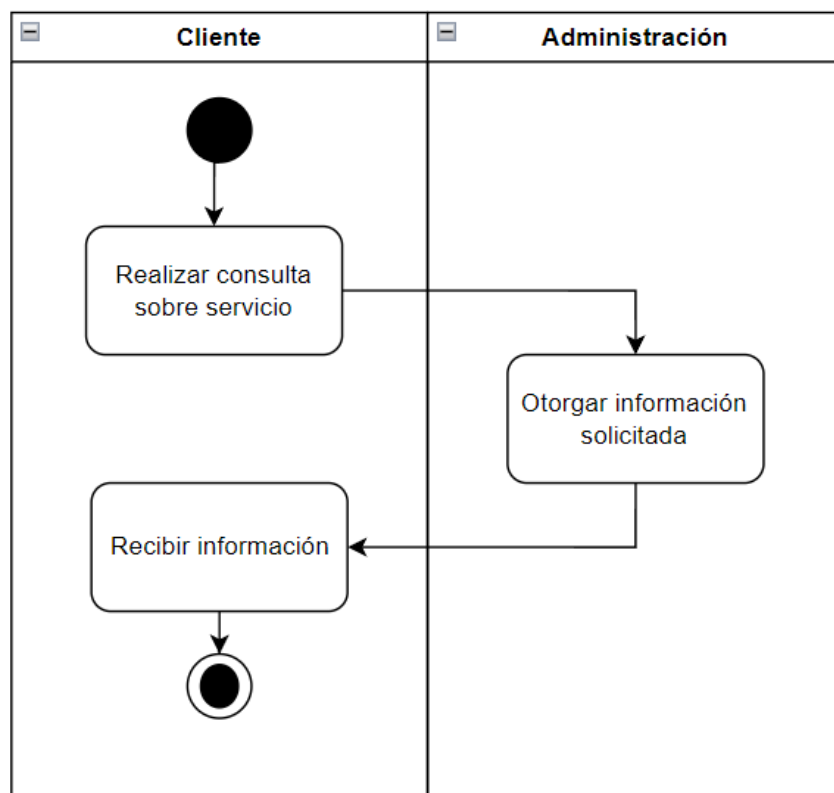 Cliente
Administración
Realizar consulta
sobre servicio
Otorgar información
solicitada
Recibir información